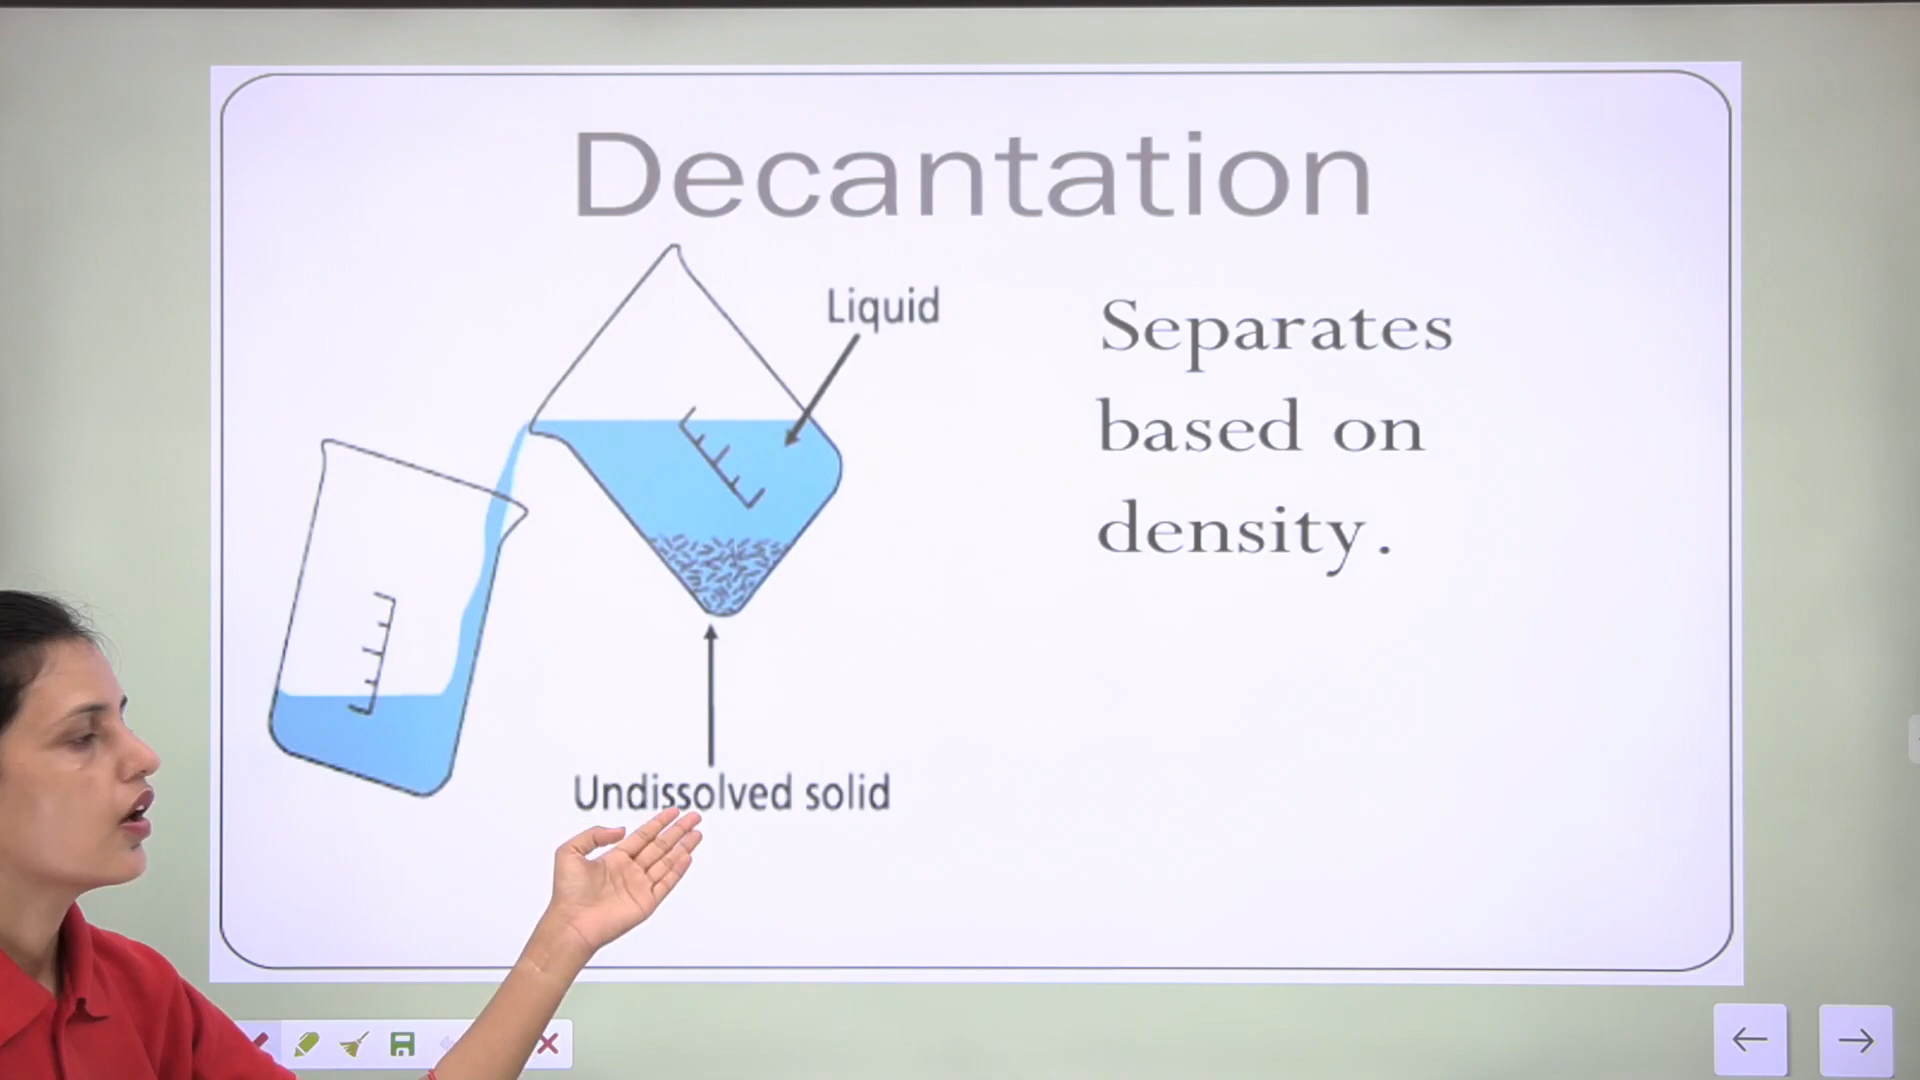 Decantation
Liquid
Separates
based on
density.
Undissolved solid